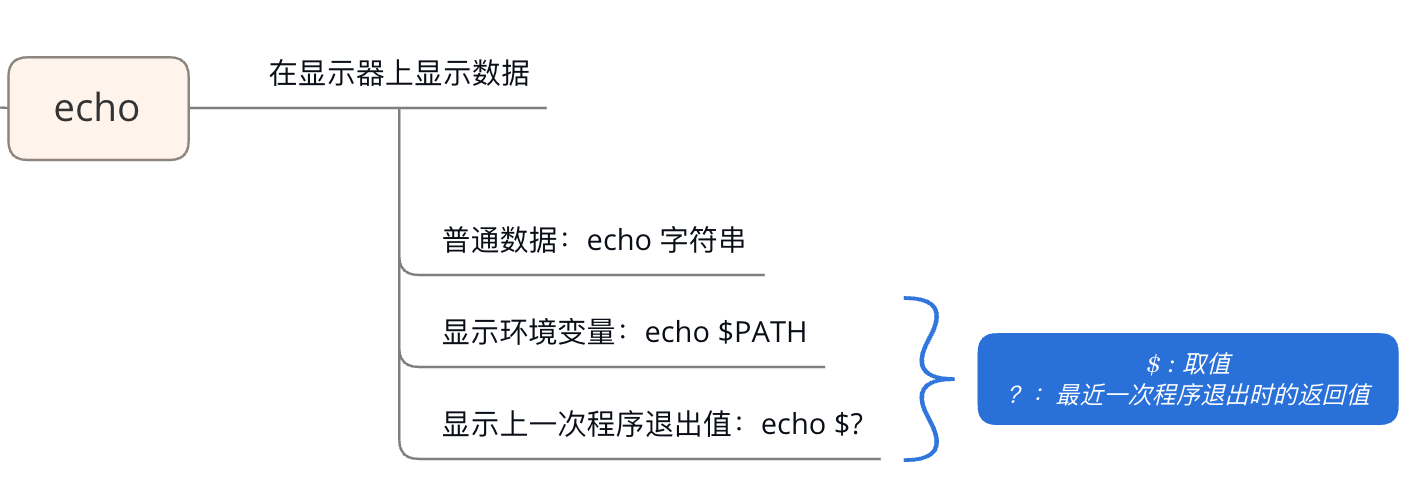 echo
在显示器上显示数据
普通数据：echo 字符串
显示环境变量：echo $PATH
显示上一次程序退出值：echo $?
$ : 取值
? ： 最近一次程序退出时的返回值